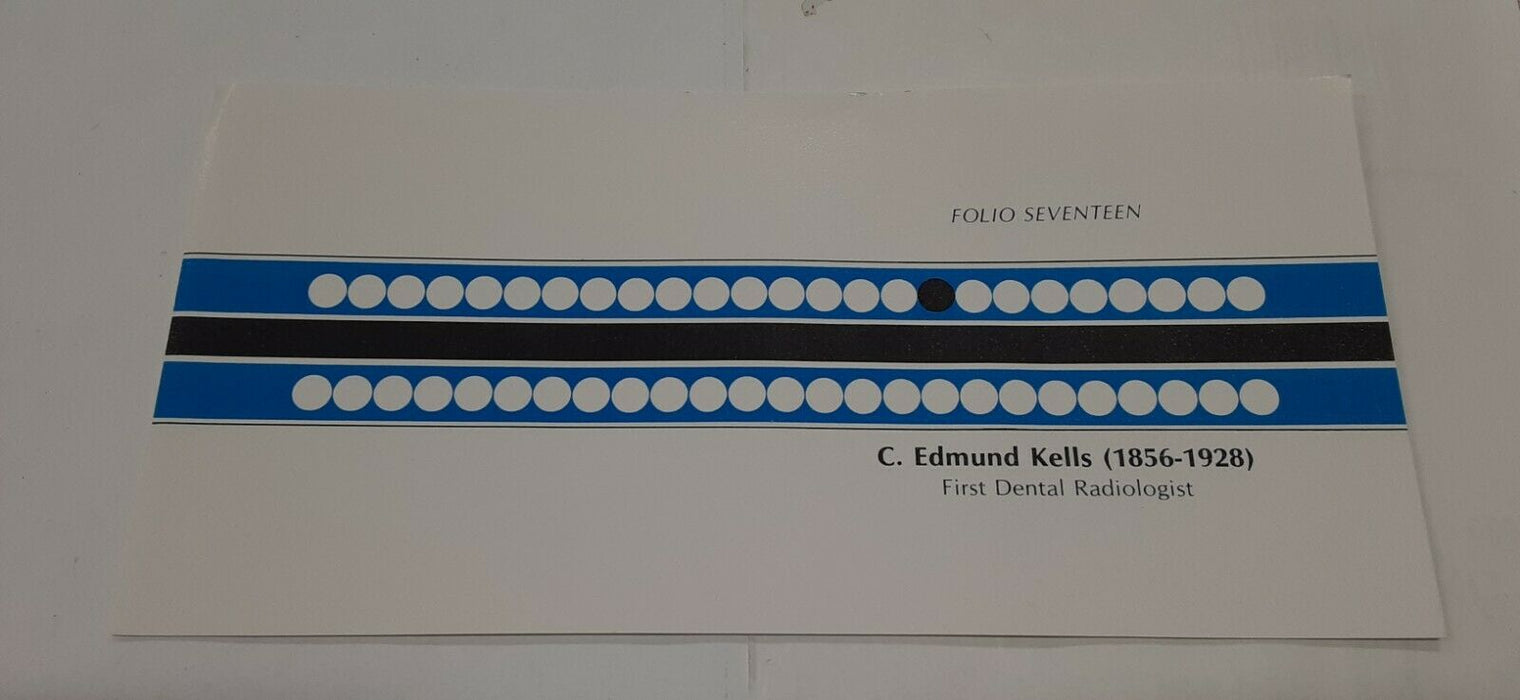 FOLIO SEVENTEEN
C. Edmund Kells (1856-1928)
First Dental Radiologist